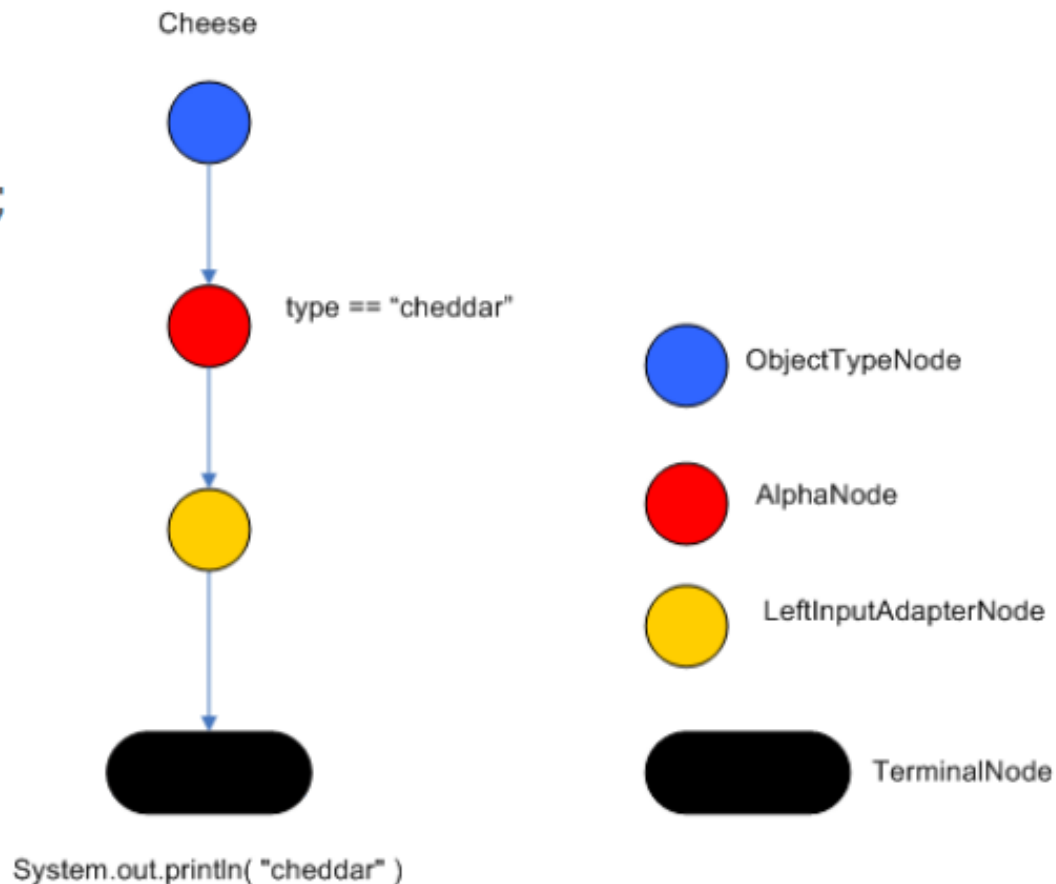 Cheese
;
type == “cheddar”
ObjectTypeNode
AlphaNode
LeftInputAdapterNode
TerminalNode
System.out.println( "cheddar" )